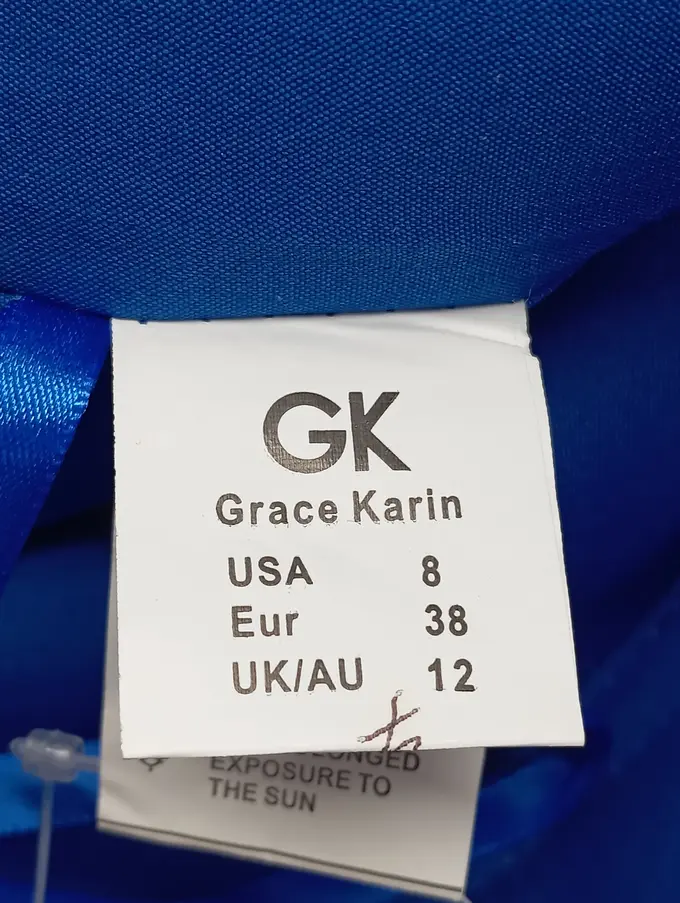 GK
Grace Karin
USA 8
Eur 38
UK/AU 12
EXPOSURE TO
THE SUN